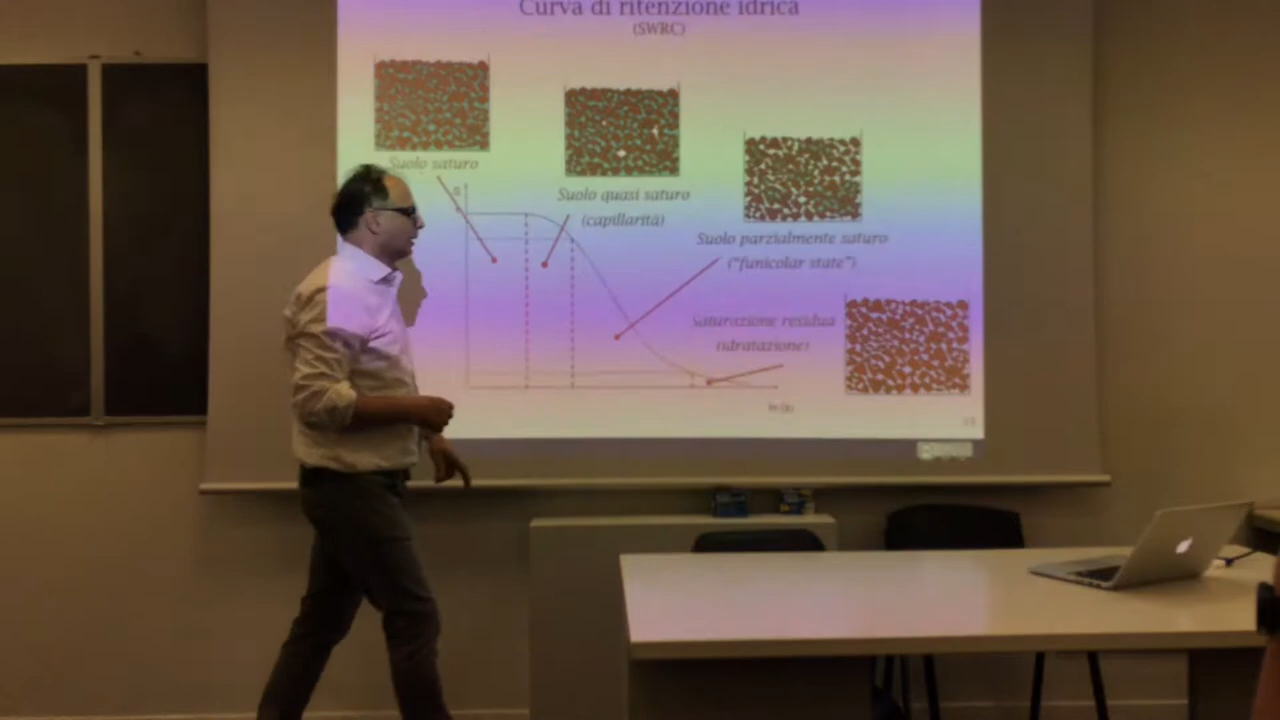 Curva di ritenzione idrica
(SWRC)
Suolo saturo
Suolo quasi saturo
(capillarità)
Suolo parzialmente saturo
("funicolar state")
Saturazione residua
(idratazione)